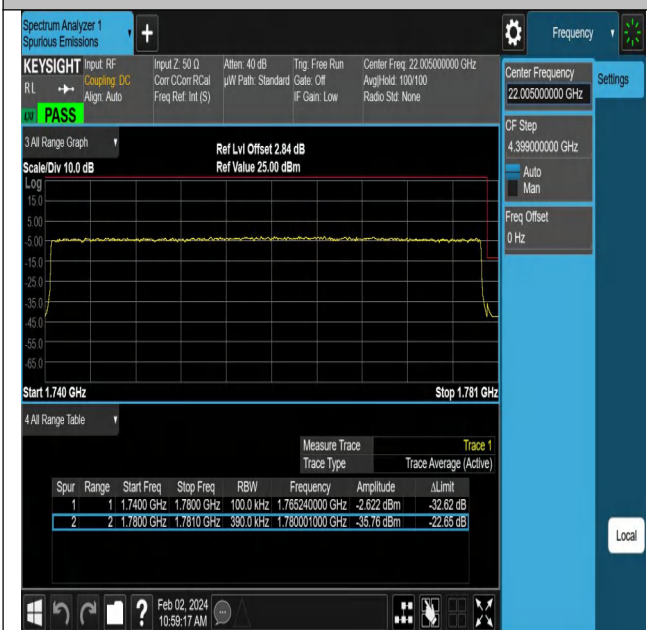 Spectrum Analyzer 1
Spurious Emissions
+
Frequency
KEYSIGHT
RL
Input: RF
Coupling: DC
Align: Auto
Input Z: 50 Ω
Corr CCorr RCal
Freq Ref: Int (S)
Atten: 40 dB
µW Path: Standard
Trig: Free Run
Gate: Off
IF Gain: Low
Center Freq: 22.005000000 GHz
Avg|Hold: 100/100
Radio Std: None
PASS
Center Frequency
22.005000000 GHz
Settings
CF Step
4.399000000 GHz
Auto
Man
Freq Offset
0 Hz
3 All Range Graph
Scale/Div 10.0 dB
Ref Lvl Offset 2.84 dB
Ref Value 25.00 dBm
Log
15.0
5.00
-5.00
-15.0
-25.0
-35.0
-45.0
-55.0
-65.0
Start 1.740 GHz
Stop 1.781 GHz
4 All Range Table
Measure Trace Trace 1
Trace Type Trace Average (Active)
Spur Range Start Freq Stop Freq RBW Frequency Amplitude ΔLimit
1 1 1.7400 GHz 1.7800 GHz 100.0 kHz 1.765240000 GHz -2.622 dBm -32.62 dB
2 2 1.7800 GHz 1.7810 GHz 390.0 kHz 1.780001000 GHz -35.76 dBm -22.65 dB
Local
?
Feb 02, 2024
10:59:17 AM